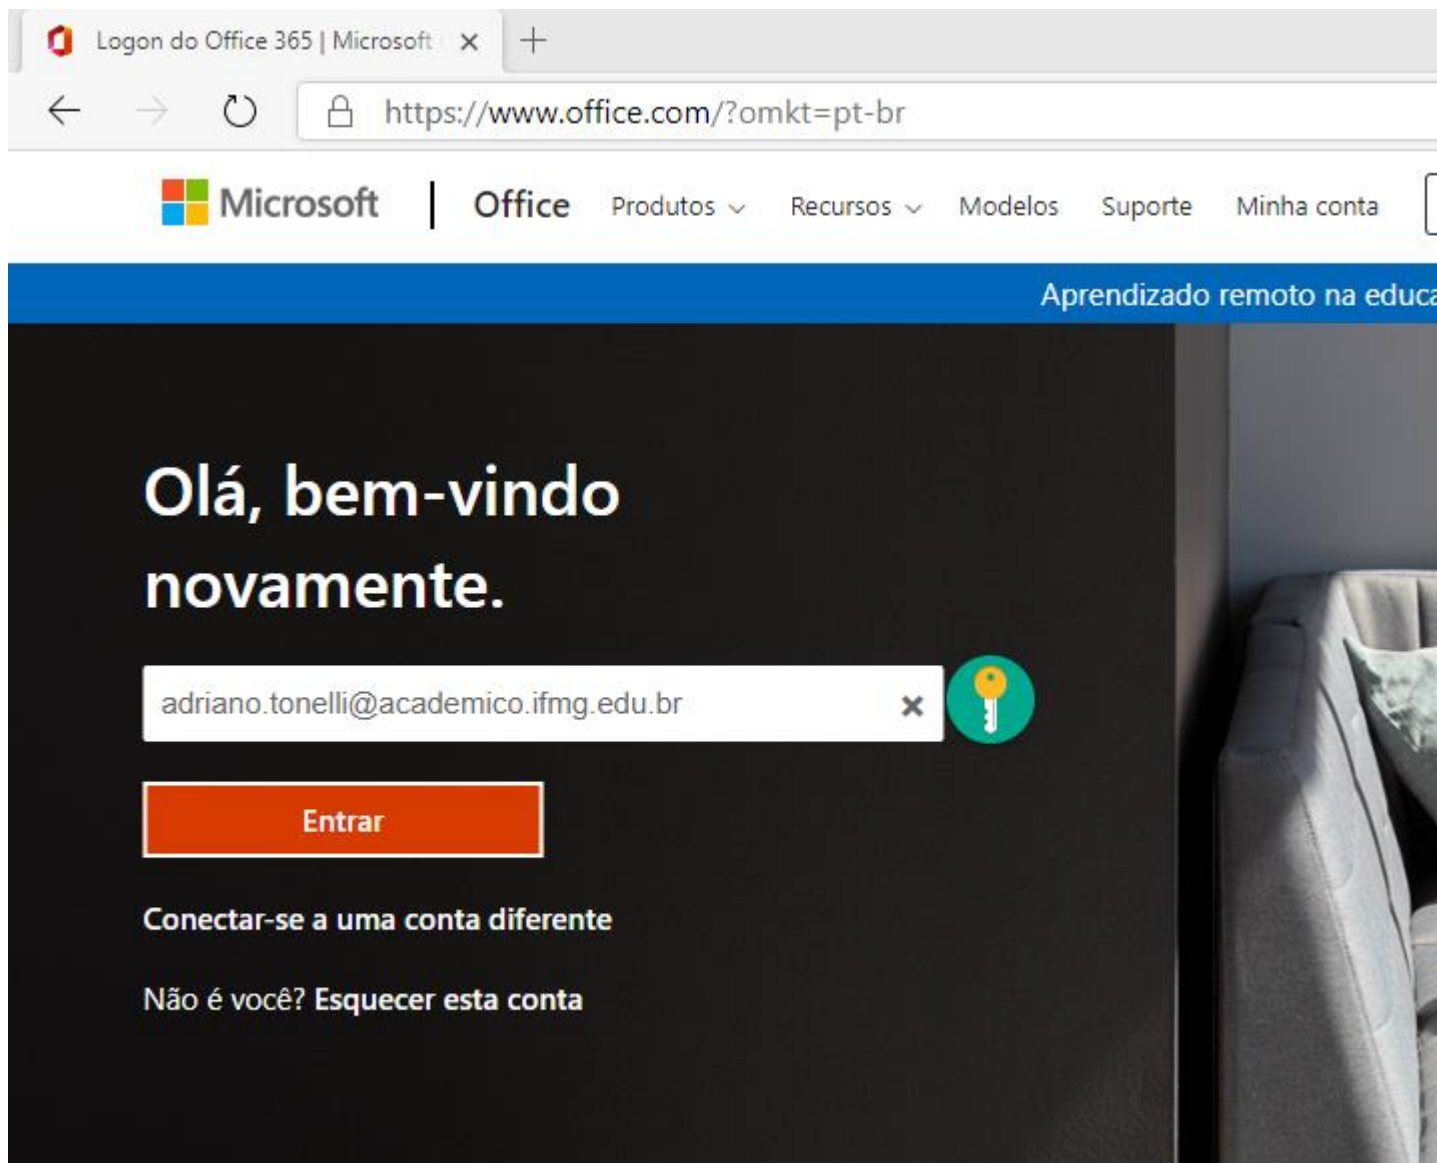 Logon do Office 365 | Microsoft
https://www.office.com/?omkt=pt-br
Microsoft | Office Produtos Recursos Modelos Suporte Minha conta
Aprendizado remoto na educa
Olá, bem-vindo
novamente.
adriano.tonelli@academico.ifmg.edu.br
Entrar
Conectar-se a uma conta diferente
Não é você? Esquecer esta conta